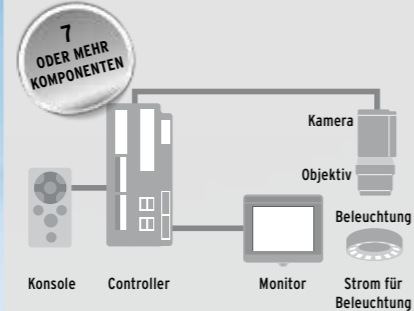 7
ODER MEHR
KOMPONENTEN
Kamera
Objektiv
Beleuchtung
Konsole
Controller
Monitor
Strom für
Beleuchtung